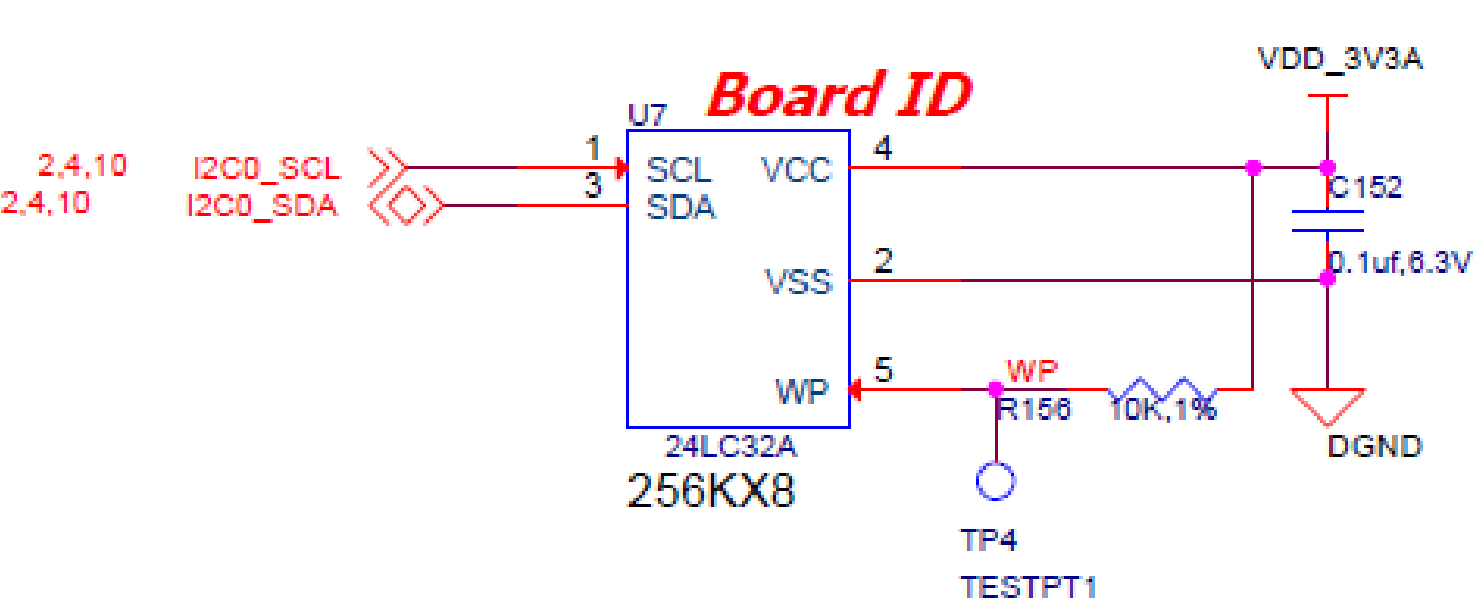 VDD_3V3A
Board ID
U7
2,4,10 I2C0_SCL 1 SCL VCC 4
C152
2,4,10 I2C0_SDA 3 SDA
VSS 2
0.1uf,6.3V
WP 5 WP
R156 10K,1%
24LC32A
DGND
256KX8
TP4
TESTPT1